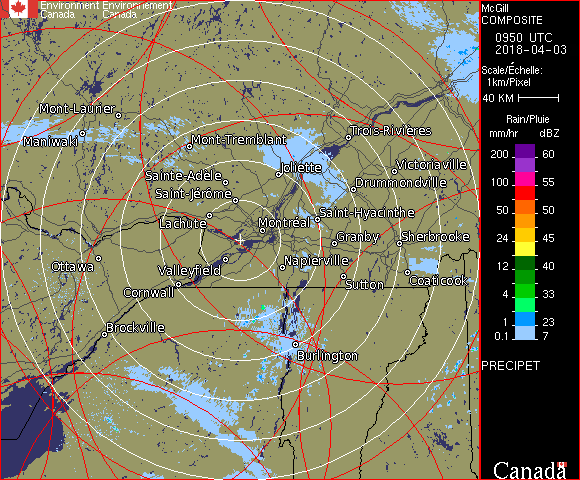 Environment Environnement
Canada Canada
McGill
COMPOSITE
0950 UTC
2018-04-03
Scale/Échelle:
1km/Pixel
40 KM
Rain/Pluie
mm/hr dBZ
200 60
100 55
50 50
24 45
12 40
4 33
1 23
0.1 7
PRECIPET
Canada
Mont-Laurier
Maniwaki
Mont-Tremblant
Trois-Rivières
Joliette
Victoriaville
Sainte-Adèle
Drummondville
Saint-Jérôme
Lachute
Montréal
Saint-Hyacinthe
Granby
Sherbrooke
Ottawa
Valleyfield
Napierville
Cornwall
Sutton
Coaticook
Brockville
Burlington